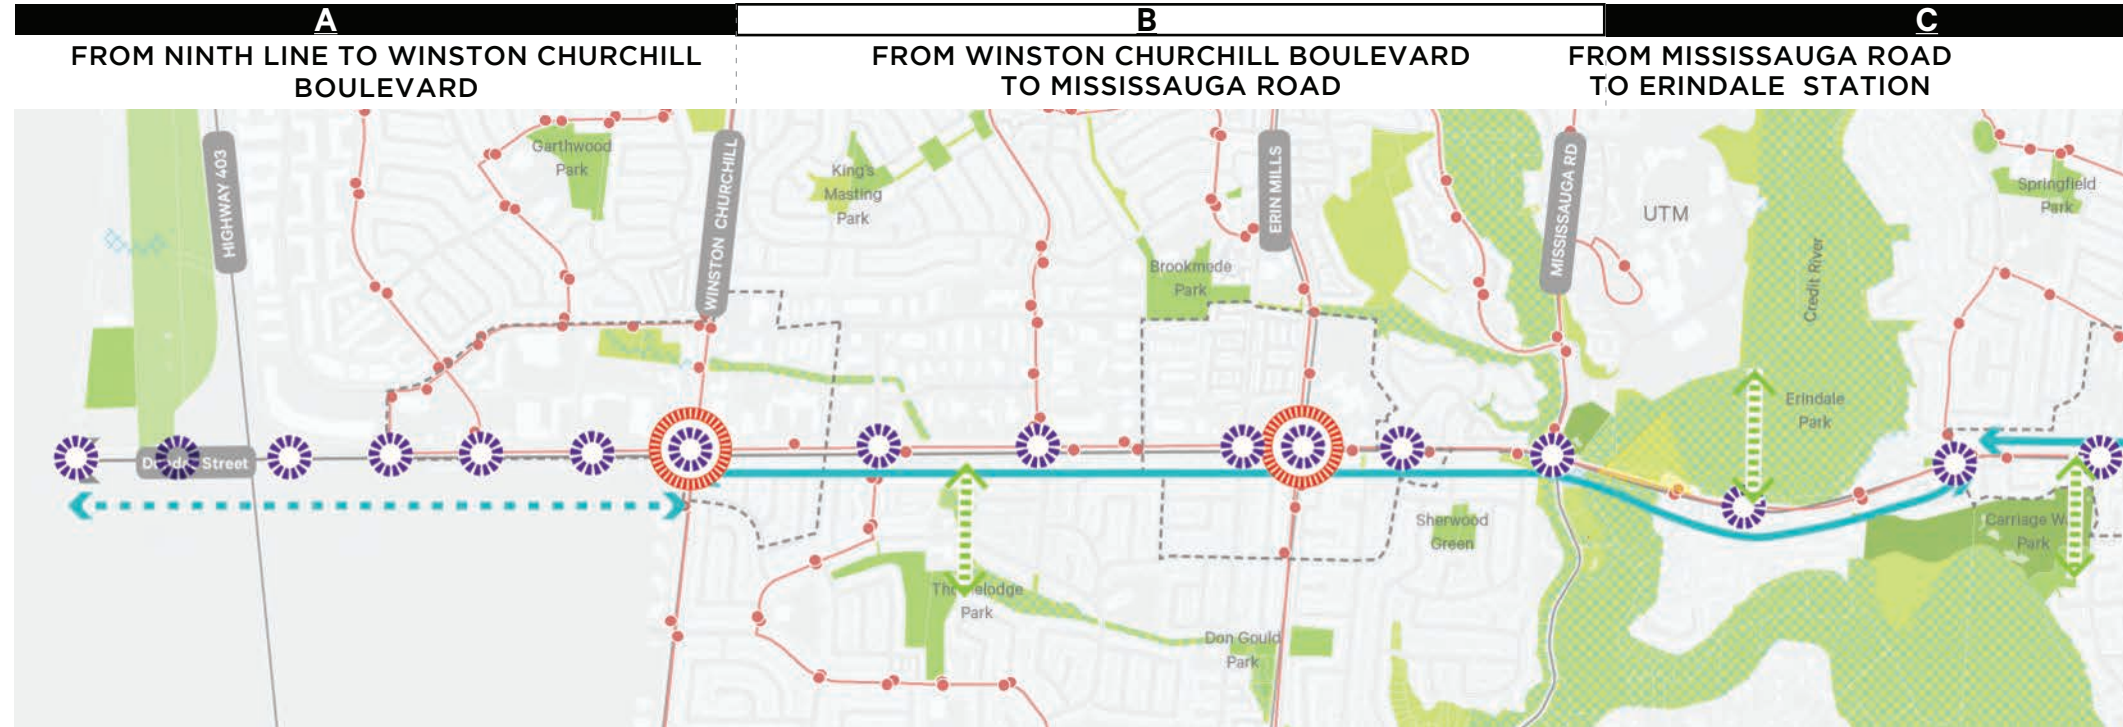 A
B
C
FROM NINTH LINE TO WINSTON CHURCHILL
BOULEVARD
FROM WINSTON CHURCHILL BOULEVARD
TO MISSISSAUGA ROAD
FROM MISSISSAUGA ROAD
TO ERINDALE STATION
HIGHWAY 403
Garthwood
Park
WINSTON CHURCHILL
King's
Masting
Park
ERIN MILLS
Brookmede
Park
MISSISSAUGA RD
UTM
Credit River
Springfield
Park
Erindale
Park
Street
Sherwood
Green
Carriage
Park
Park
Don Gould
Park